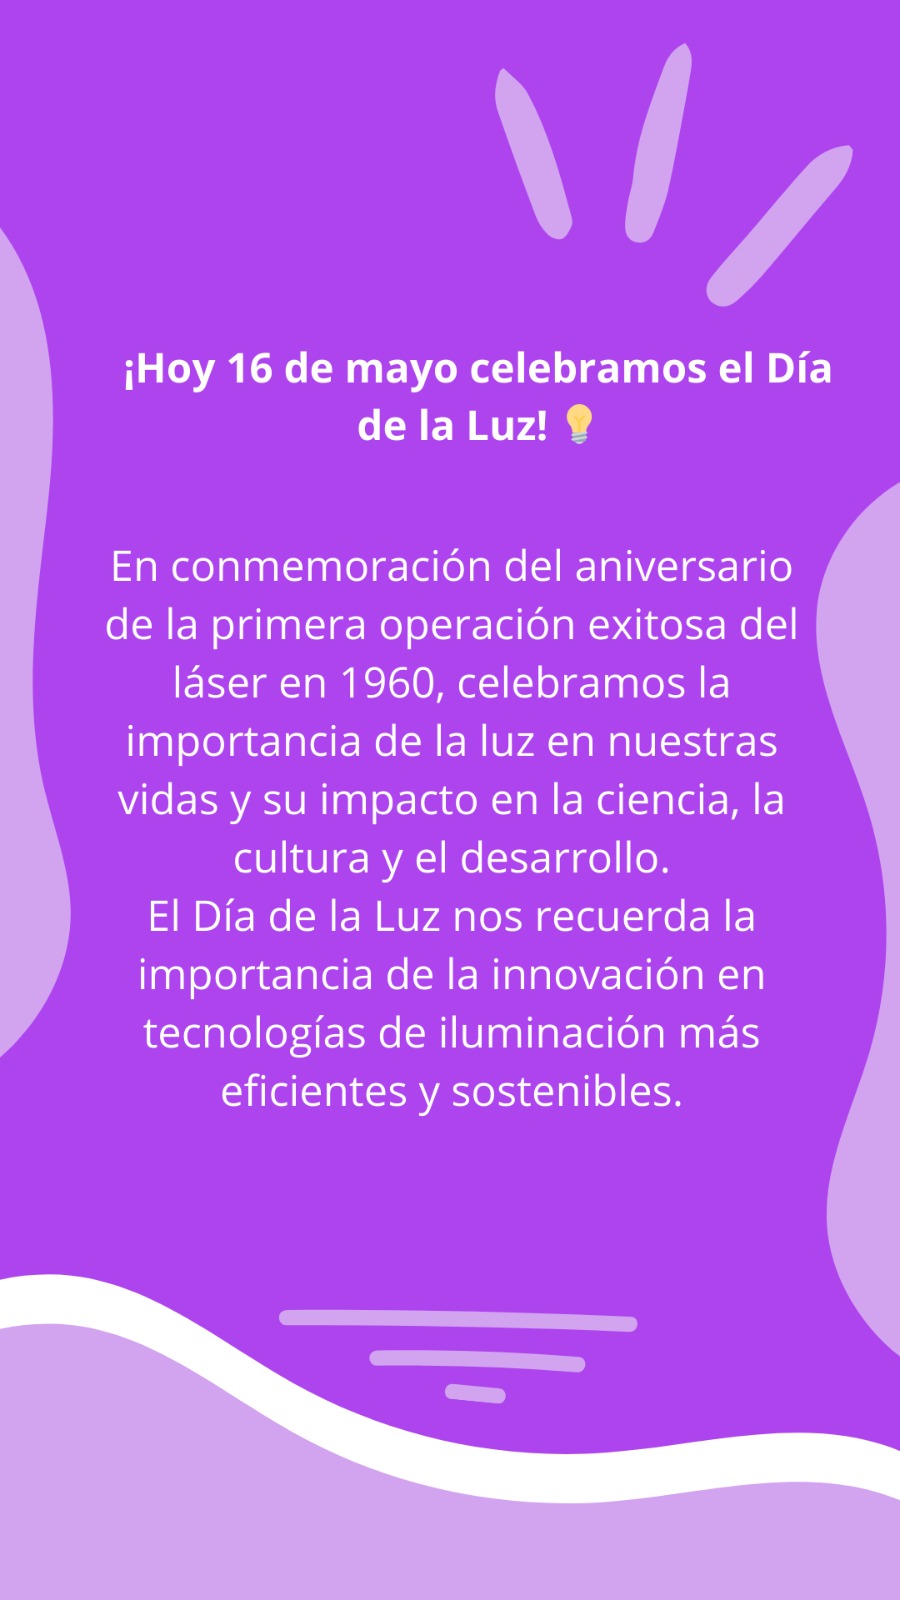 ¡Hoy 16 de mayo celebramos el Día
de la Luz! 💡
En conmemoración del aniversario
de la primera operación exitosa del
láser en 1960, celebramos la
importancia de la luz en nuestras
vidas y su impacto en la ciencia, la
cultura y el desarrollo.
El Día de la Luz nos recuerda la
importancia de la innovación en
tecnologías de iluminación más
eficientes y sostenibles.